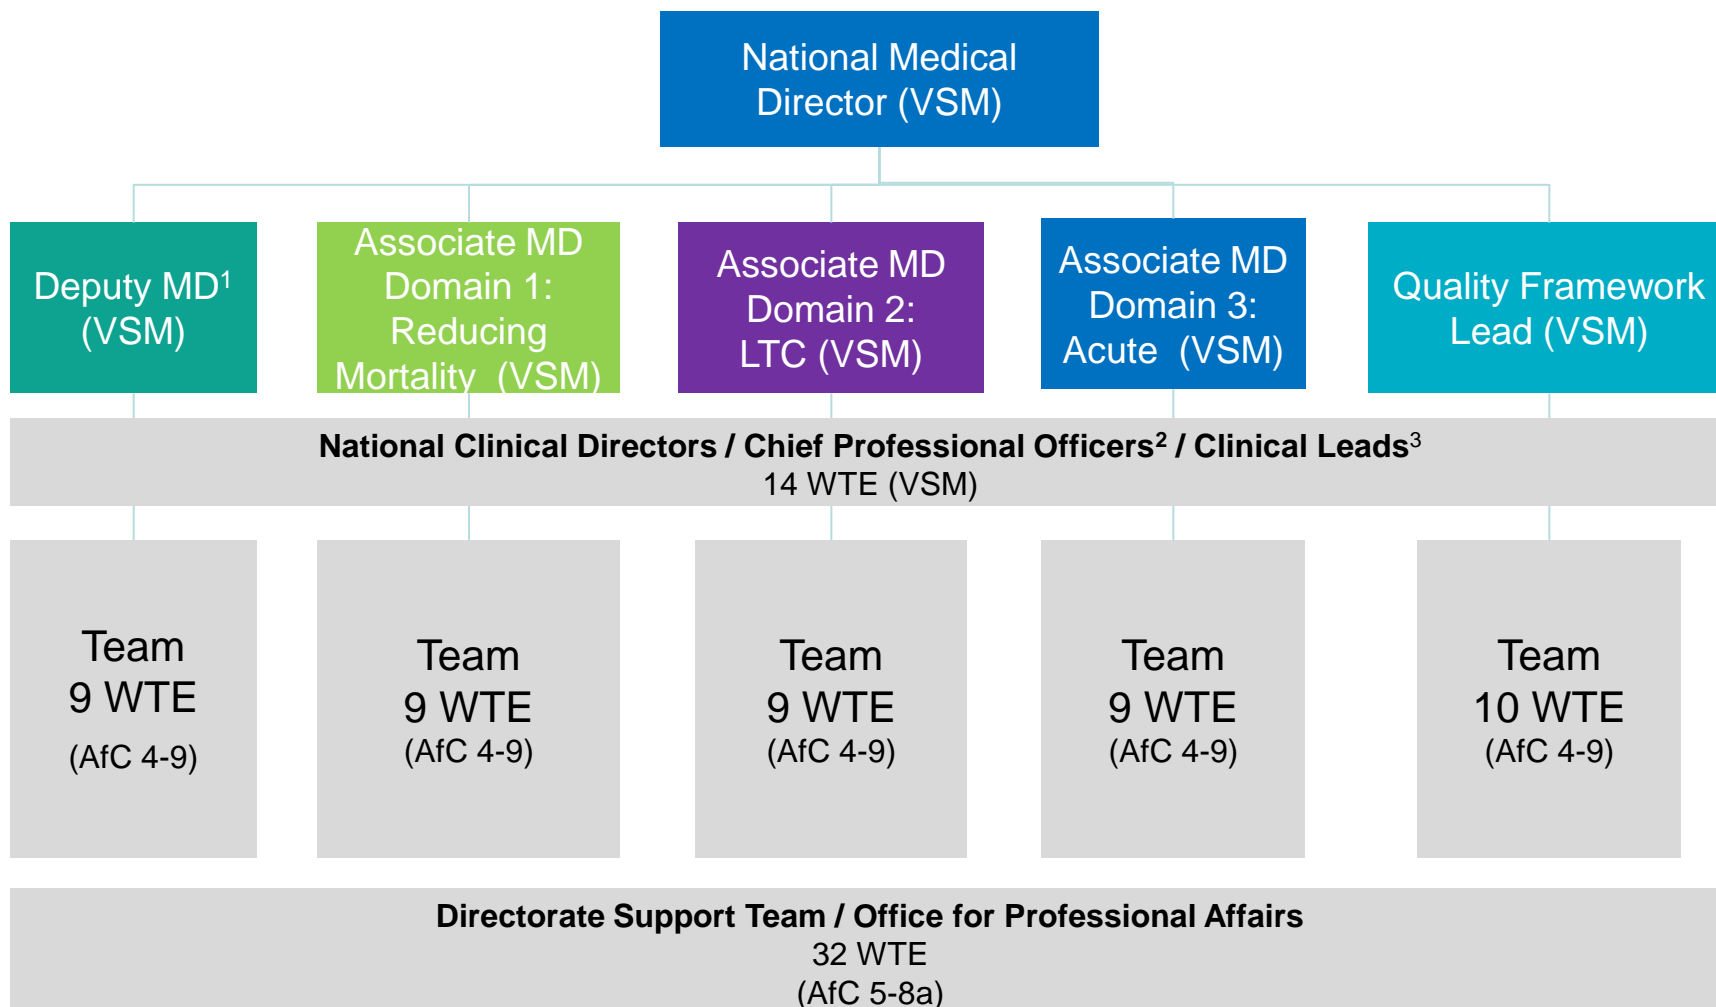 National Medical
Director (VSM)
Deputy MD¹
(VSM)
Associate MD
Domain 1:
Reducing
Mortality (VSM)
Associate MD
Domain 2:
LTC (VSM)
Associate MD
Domain 3:
Acute (VSM)
Quality Framework
Lead (VSM)
National Clinical Directors / Chief Professional Officers² / Clinical Leads³
14 WTE (VSM)
Team
9 WTE
(AfC 4-9)
Team
9 WTE
(AfC 4-9)
Team
9 WTE
(AfC 4-9)
Team
9 WTE
(AfC 4-9)
Team
10 WTE
(AfC 4-9)
Directorate Support Team / Office for Professional Affairs
32 WTE
(AfC 5-8a)